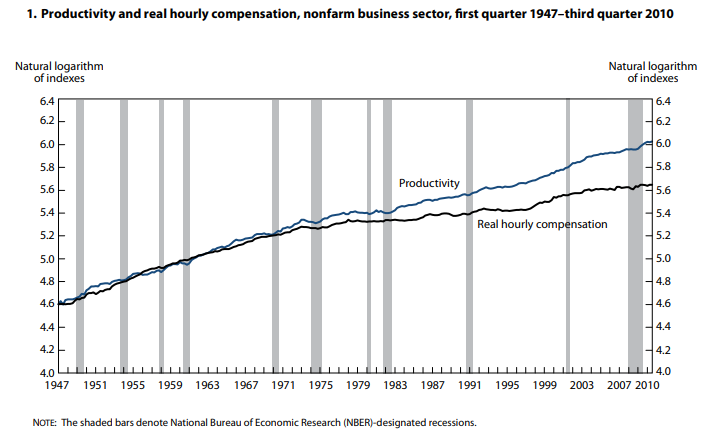 1. Productivity and real hourly compensation, nonfarm business sector, first quarter 1947–third quarter 2010
Natural logarithm
of indexes
Natural logarithm
of indexes
6.4
6.2
6.0
5.8
5.6
5.4
5.2
5.0
4.8
4.6
4.4
4.2
4.0
6.4
6.2
6.0
5.8
5.6
5.4
5.2
5.0
4.8
4.6
4.4
4.2
4.0
Productivity
Real hourly compensation
1947 1951 1955 1959 1963 1967 1971 1975 1979 1983 1987 1991 1995 1999 2003 2007 2010
NOTE: The shaded bars denote National Bureau of Economic Research (NBER)-designated recessions.